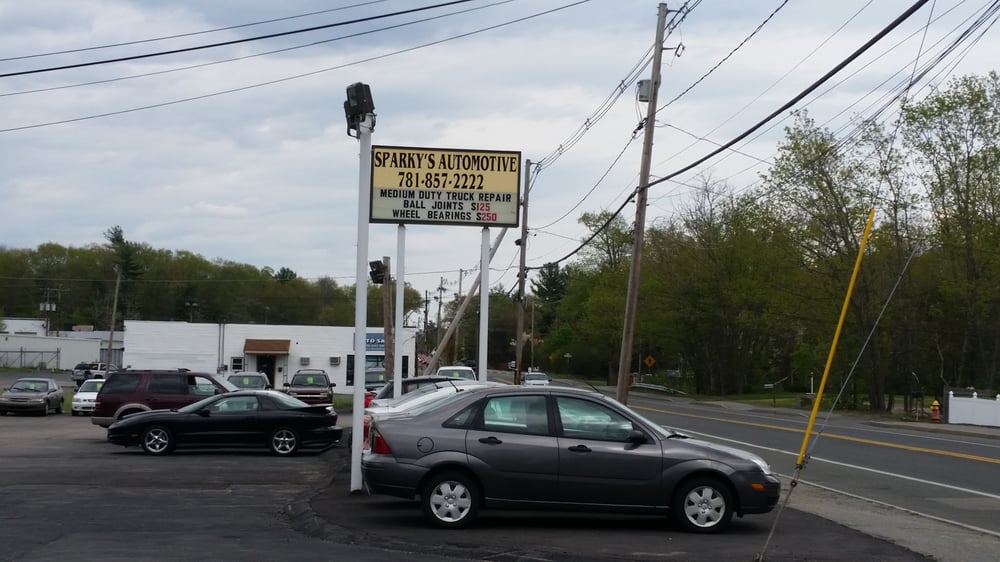 SPARKY'S AUTOMOTIVE
781-857-2222
MEDIUM DUTY TRUCK REPAIR
BALL JOINTS $125
WHEEL BEARINGS $250